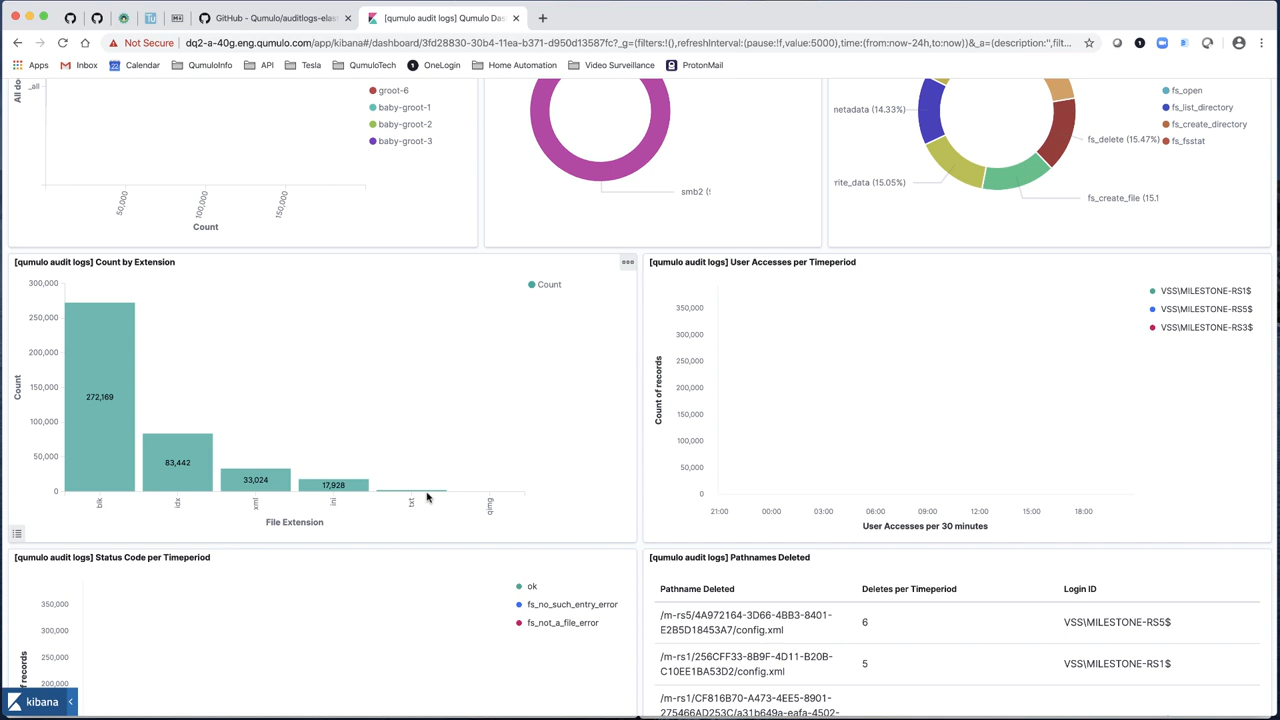 GitHub - Qumulo/auditlogs-elas
[qumulo audit logs] Qumulo Das
Not Secure
dq2-a-40g.eng.qumulo.com/app/kibana#/dashboard/3fd28830-30b4-11ea-b371-d950d13587fc?_g=(filters:!(),refreshInterval:(pause:!f,value:5000),time:(from:now-24h,to:now))&_a=(description:'',filt...
Apps
Inbox
Calendar
QumuloInfo
API
Tesla
QumuloTech
OneLogin
Home Automation
Video Surveillance
ProtonMail
All do
_all
groot-6
baby-groot-1
baby-groot-2
baby-groot-3
50,000
100,000
150,000
Count
smb2 (
netadata (14.33%)
rite_data (15.05%)
fs_delete (15.47%)
fs_create_file (15.1
fs_open
fs_list_directory
fs_create_directory
fs_fsstat
[qumulo audit logs] Count by Extension
Count
300,000
250,000
200,000
150,000
100,000
50,000
0
Count
272,169
83,442
33,024
17,928
blk
idx
xml
ini
txt
qimg
File Extension
[qumulo audit logs] User Accesses per Timeperiod
VSS\MILESTONE-RS1$
VSS\MILESTONE-RS5$
VSS\MILESTONE-RS3$
350,000
300,000
250,000
200,000
150,000
100,000
50,000
0
Count of records
21:00
00:00
03:00
06:00
09:00
12:00
15:00
18:00
User Accesses per 30 minutes
[qumulo audit logs] Status Code per Timeperiod
ok
fs_no_such_entry_error
fs_not_a_file_error
350,000
300,000
250,000
200,000
f records
kibana
[qumulo audit logs] Pathnames Deleted
Pathname Deleted
Deletes per Timeperiod
Login ID
/m-rs5/4A972164-3D66-4BB3-8401-
E2B5D18453A7/config.xml
6
VSS\MILESTONE-RS5$
/m-rs1/256CFF33-8B9F-4D11-B20B-
C10EE1BA53D2/config.xml
5
VSS\MILESTONE-RS1$
/m-rs1/CF816B70-A473-4EE5-8901-
275466AD253C/a31b649a-eafa-4502-